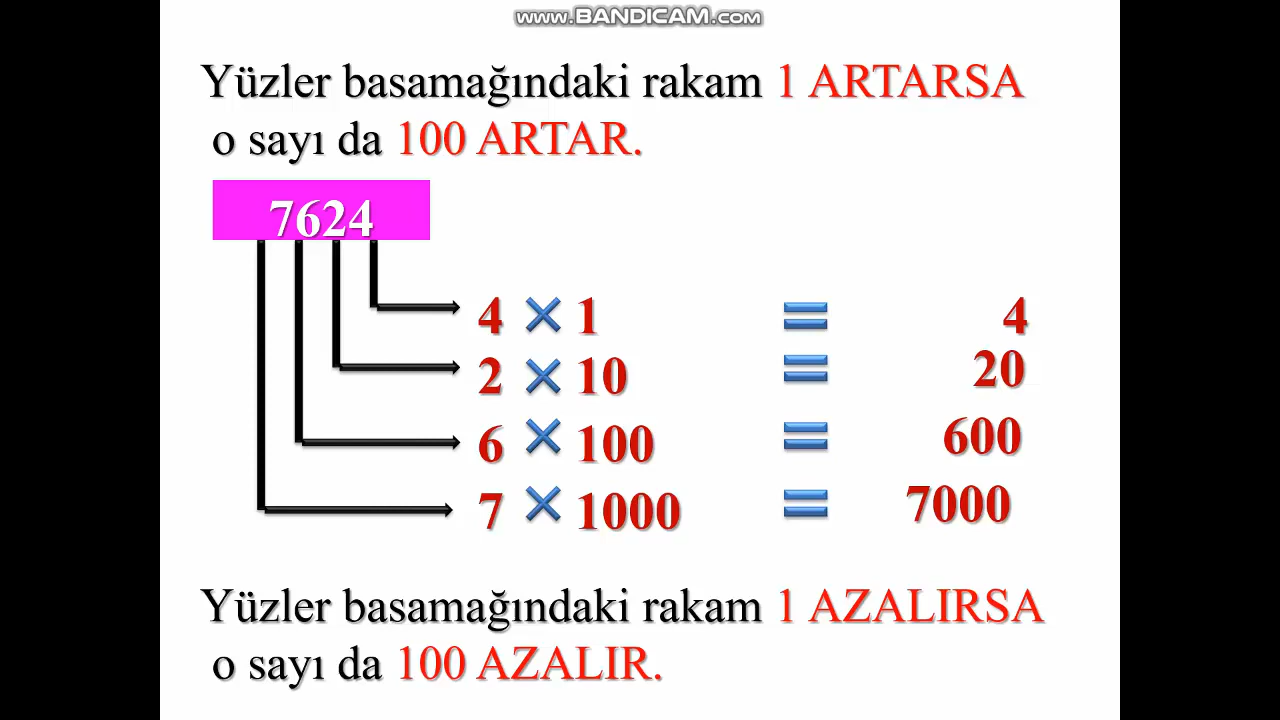 www.BANDICAM.com
Yüzler basamağındaki rakam 1 ARTARSA
o sayı da 100 ARTAR.
7624
4 × 1 = 4
2 × 10 = 20
6 × 100 = 600
7 × 1000 = 7000
Yüzler basamağındaki rakam 1 AZALIRSA
o sayı da 100 AZALIR.